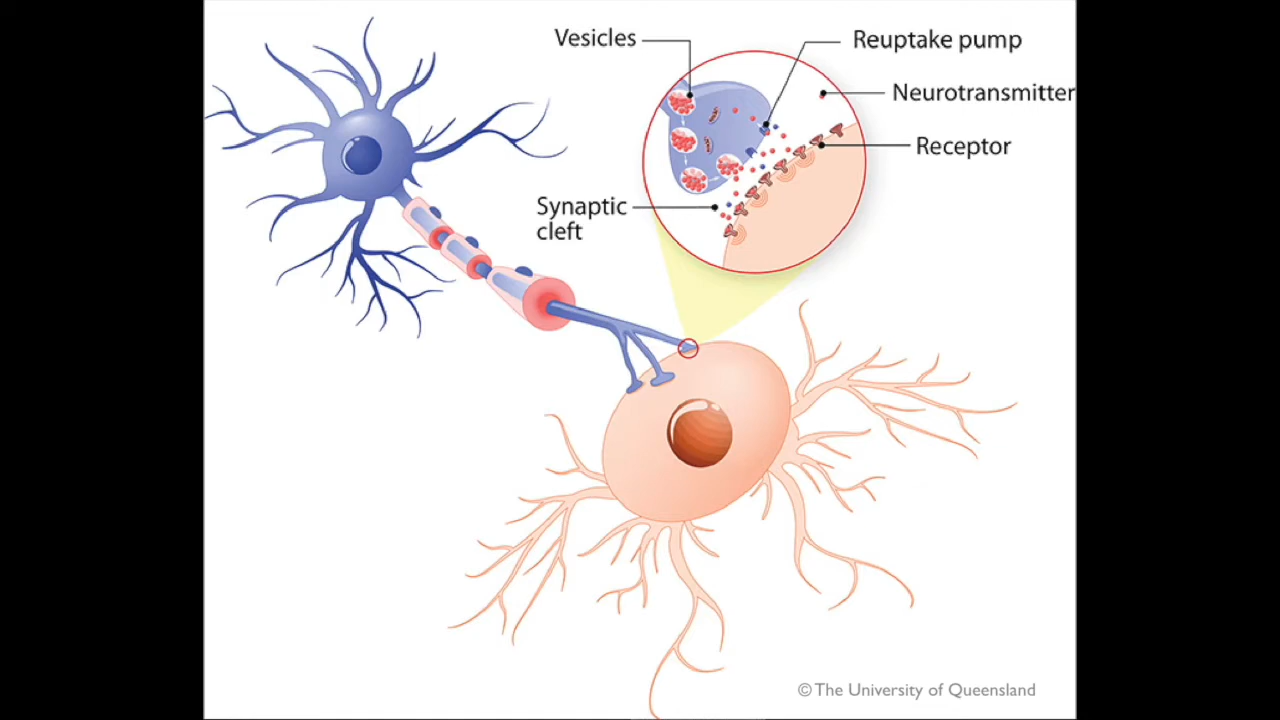 Vesicles
Reuptake pump
Neurotransmitter
Receptor
Synaptic
cleft
© The University of Queensland